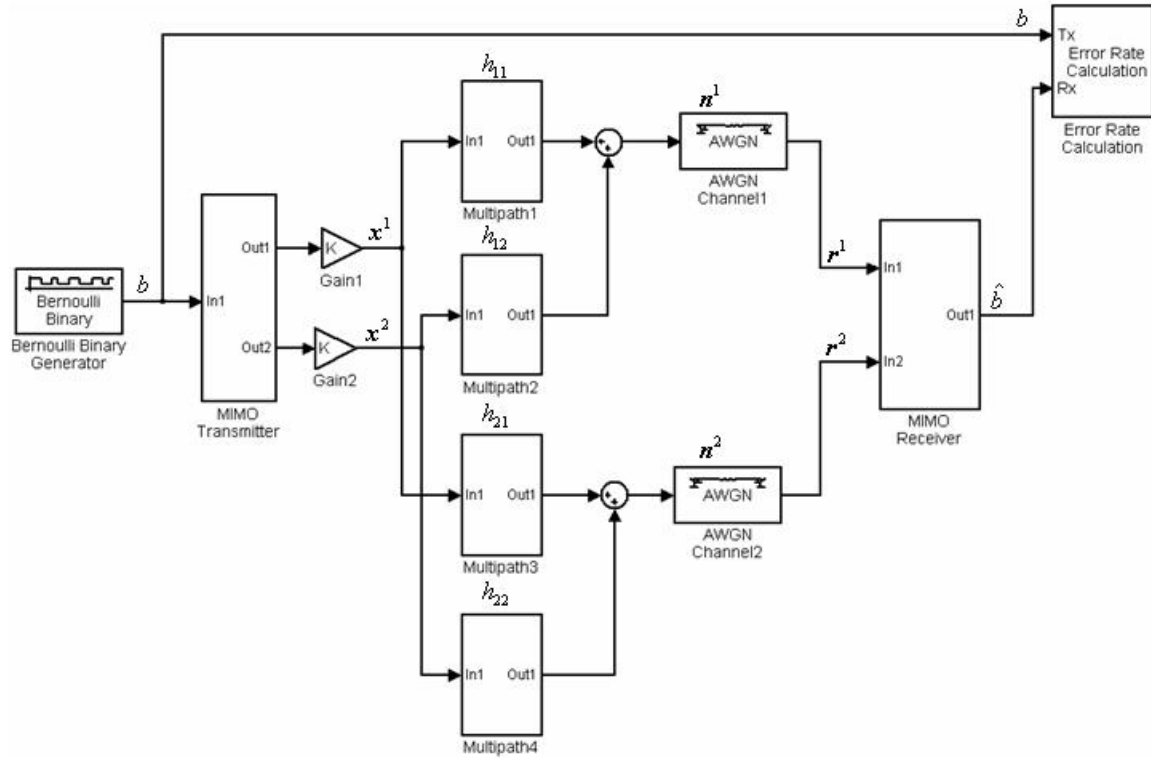 b
Tx
Error Rate
Calculation
Rx
Error Rate
Calculation
h11
In1
Out1
Multipath1
n1
AWGN
AWGN
Channel1
h12
In1
Out1
Multipath2
h21
In1
Out1
Multipath3
n2
AWGN
AWGN
Channel2
h22
In1
Out1
Multipath4
Bernoulli
Binary
Bernoulli Binary
Generator
b
In1
Out1
Out2
MIMO
Transmitter
K
Gain1
x1
K
Gain2
x2
r1
r2
In1
In2
Out1
MIMO
Receiver
b̂